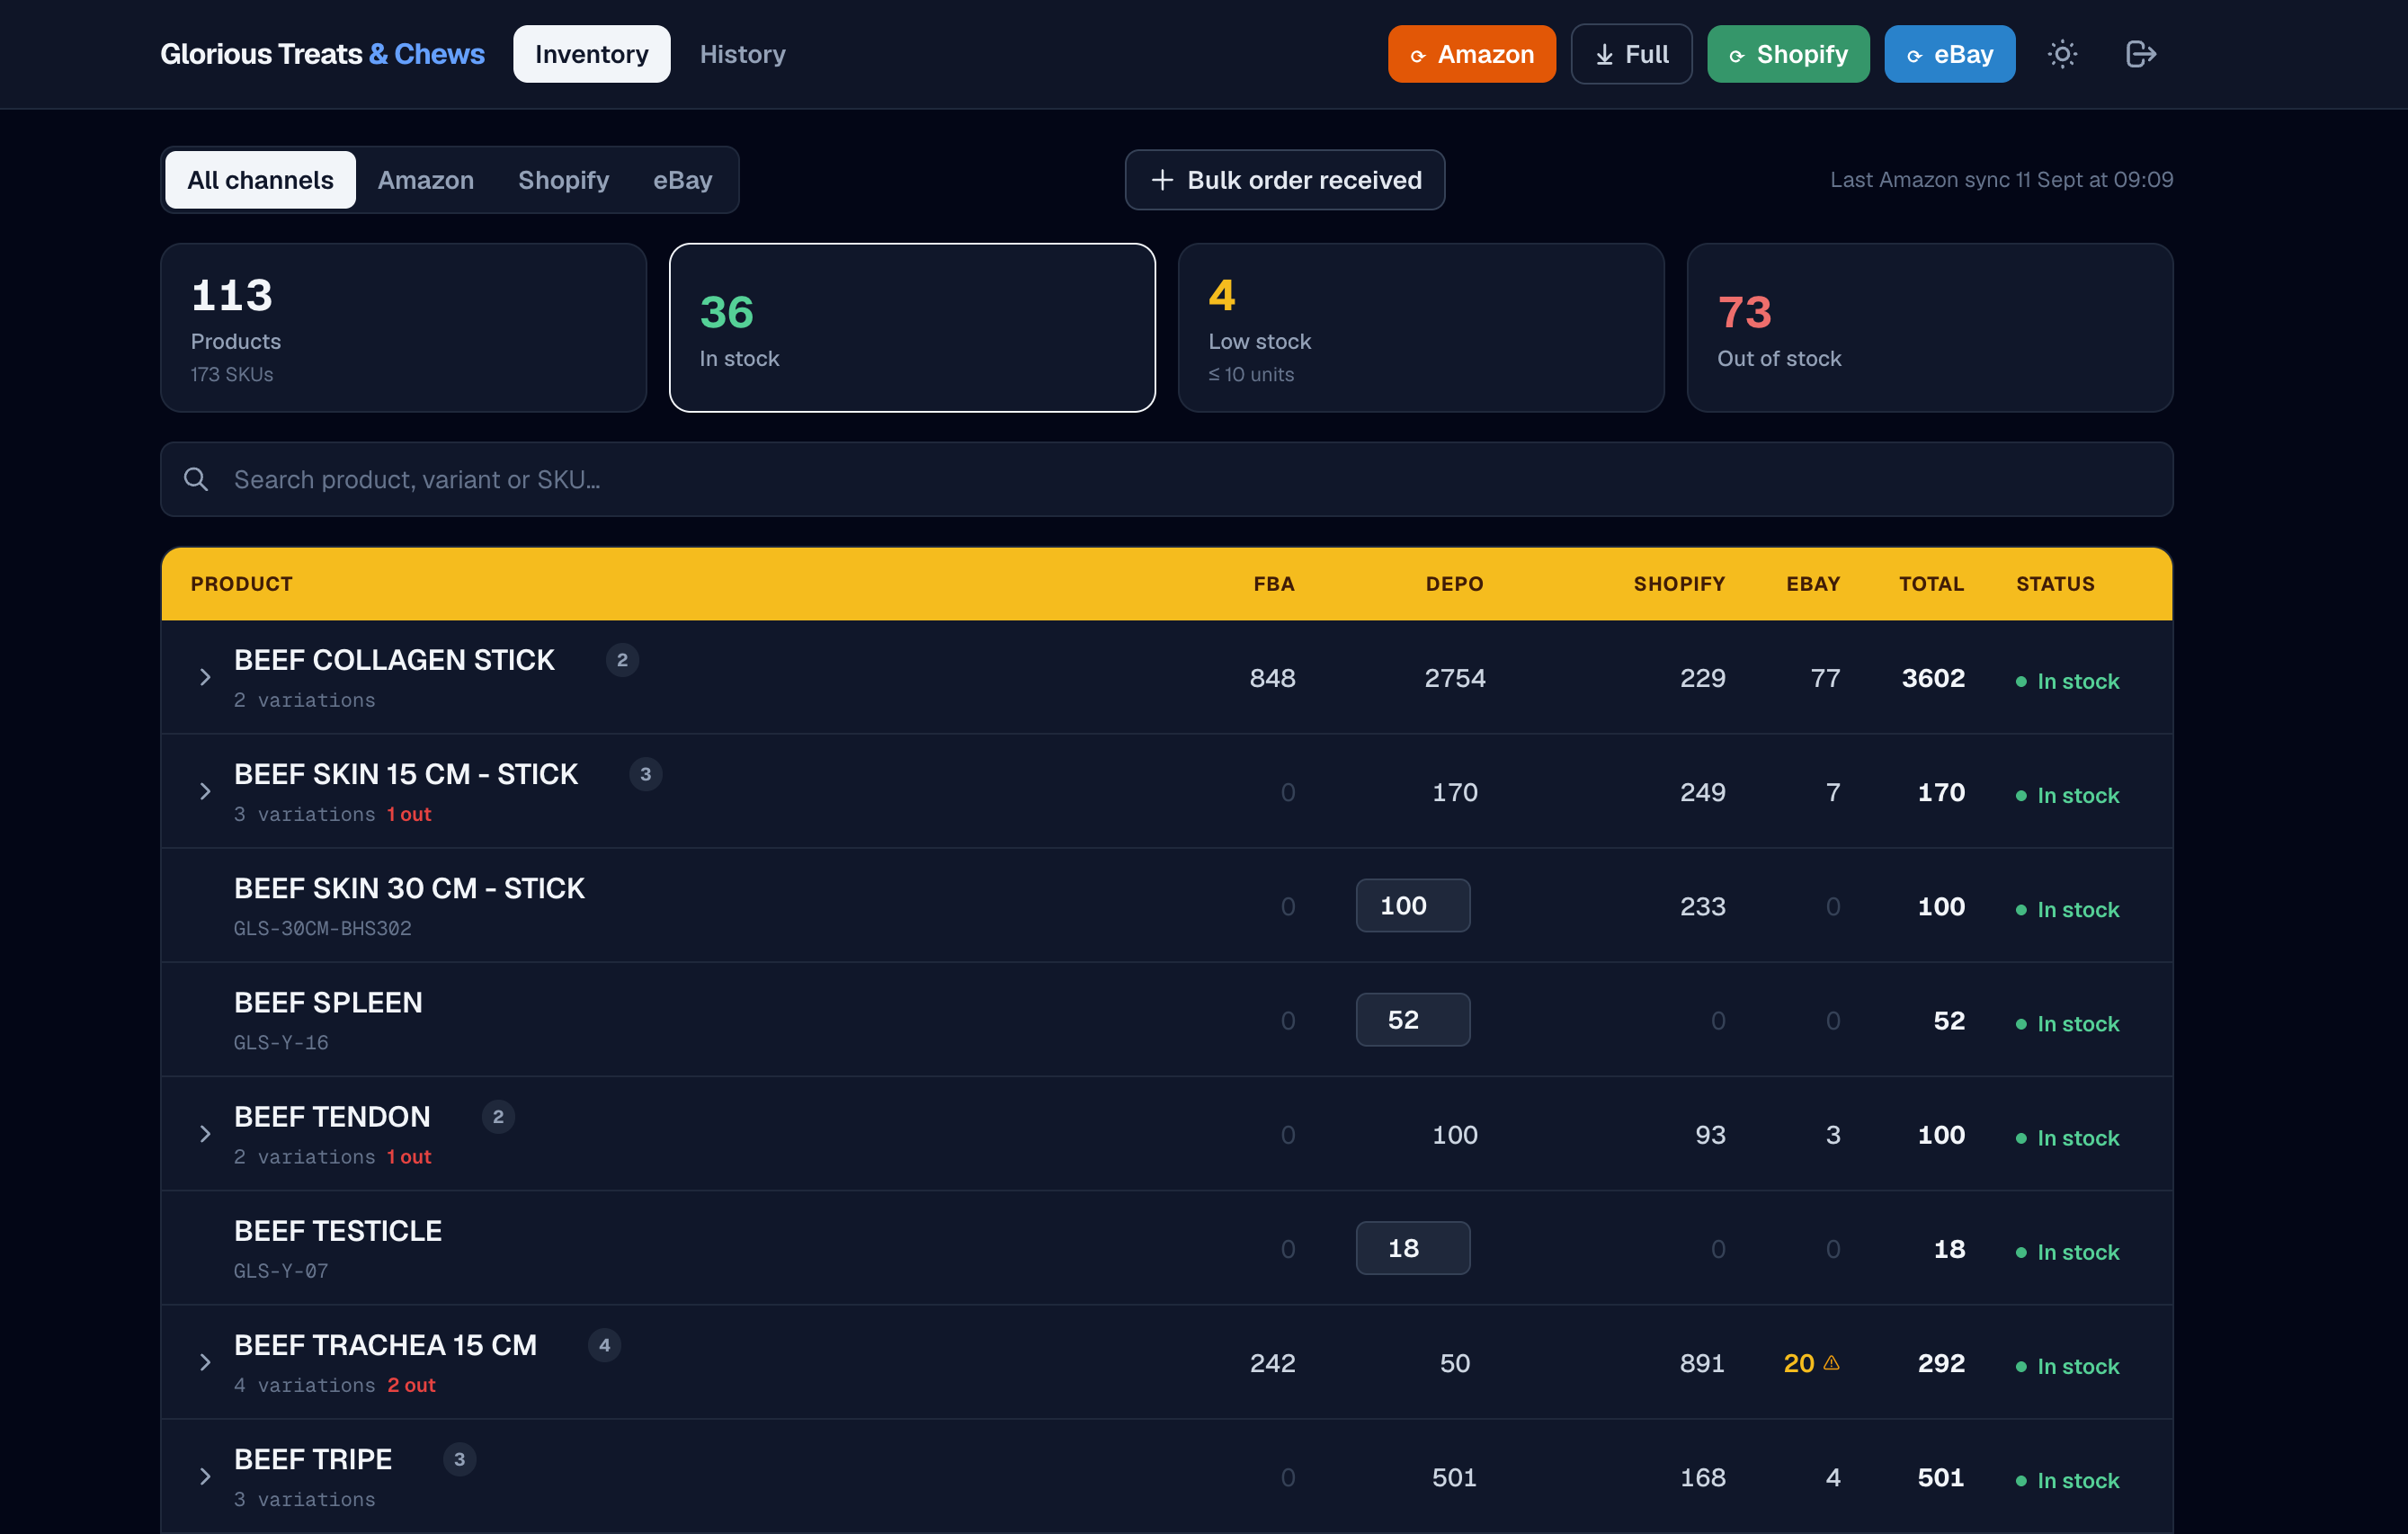 Glorious Treats & Chews Inventory History Amazon Full Shopify eBay
All channels Amazon Shopify eBay + Bulk order received Last Amazon sync 11 Sept at 09:09
113
Products
173 SKUs
36
In stock
4
Low stock
≤ 10 units
73
Out of stock
Search product, variant or SKU...
PRODUCT FBA DEPO SHOPIFY EBAY TOTAL STATUS
BEEF COLLAGEN STICK 2
2 variations
848 2754 229 77 3602 In stock
BEEF SKIN 15 CM - STICK 3
3 variations 1 out
0 170 249 7 170 In stock
BEEF SKIN 30 CM - STICK
GLS-30CM-BHS302
0 100 233 0 100 In stock
BEEF SPLEEN
GLS-Y-16
0 52 0 0 52 In stock
BEEF TENDON 2
2 variations 1 out
0 100 93 3 100 In stock
BEEF TESTICLE
GLS-Y-07
0 18 0 0 18 In stock
BEEF TRACHEA 15 CM 4
4 variations 2 out
242 50 891 20 292 In stock
BEEF TRIPE 3
3 variations
0 501 168 4 501 In stock